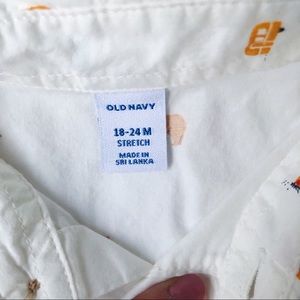 OLD NAVY
18-24 M
STRETCH
MADE IN
SRI LANKA